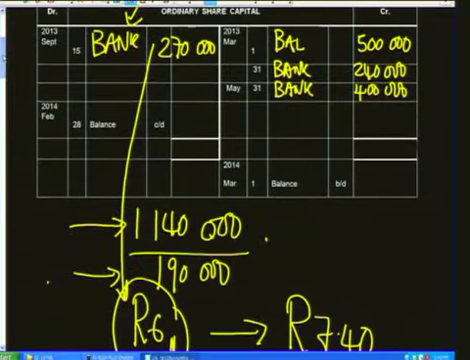 Dr. ORDINARY SHARE CAPITAL Cr.
2013 Sept 15 BANK 270 000 2013 Mar 1 BAL 500 000
31 BANK 240 000
May 31 BANK 400 000
2014 Feb 28 Balance c/d
2014 Mar 1 Balance b/d
1 140 000
190 000
R6 → R7.40